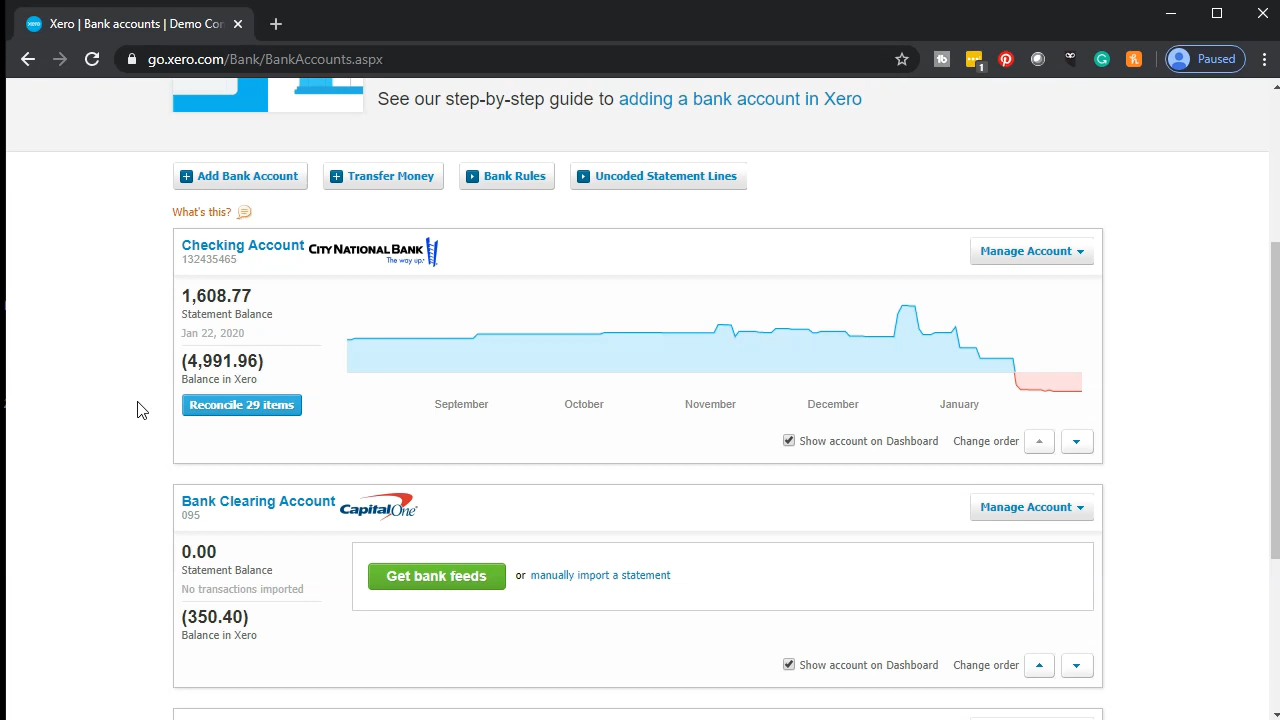 Xero | Bank accounts | Demo Co
go.xero.com/Bank/BankAccounts.aspx
1
Paused
See our step-by-step guide to adding a bank account in Xero
Add Bank Account
Transfer Money
Bank Rules
Uncoded Statement Lines
What's this?
Checking Account
CITY NATIONAL BANK
The way up.
132435465
Manage Account
1,608.77
Statement Balance
Jan 22, 2020
(4,991.96)
Balance in Xero
Reconcile 29 items
September October November December January
Show account on Dashboard Change order
Bank Clearing Account
Capital One
095
Manage Account
0.00
Statement Balance
No transactions imported
Get bank feeds or manually import a statement
(350.40)
Balance in Xero
Show account on Dashboard Change order